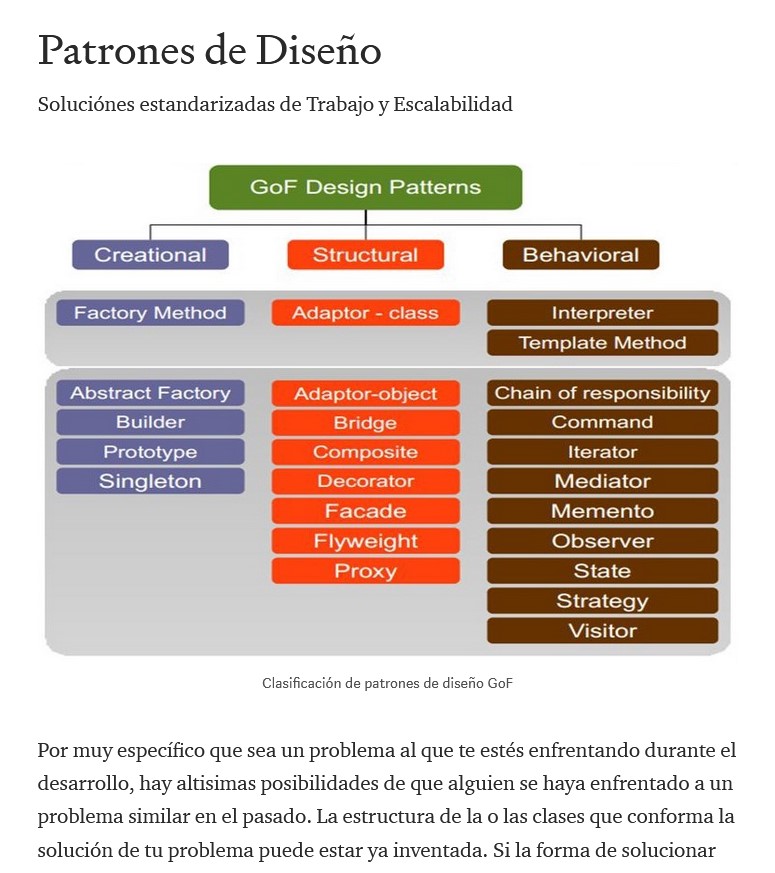 Patrones de Diseño
Soluciónes estandarizadas de Trabajo y Escalabilidad
GoF Design Patterns
Creational
Structural
Behavioral
Factory Method
Adaptor - class
Interpreter
Template Method
Abstract Factory
Adaptor-object
Chain of responsibility
Builder
Bridge
Command
Prototype
Composite
Iterator
Singleton
Decorator
Mediator
Facade
Memento
Flyweight
Observer
Proxy
State
Strategy
Visitor
Clasificación de patrones de diseño GoF
Por muy específico que sea un problema al que te estés enfrentando durante el
desarrollo, hay altisimas posibilidades de que alguien se haya enfrentado a un
problema similar en el pasado. La estructura de la o las clases que conforma la
solución de tu problema puede estar ya inventada. Si la forma de solucionar